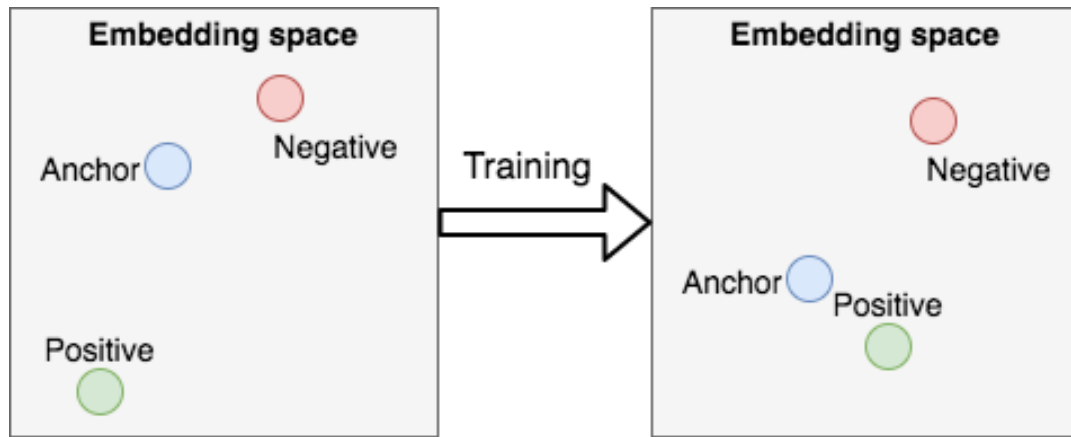 Embedding space
Negative
Anchor
Positive
Training
Embedding space
Negative
Anchor
Positive